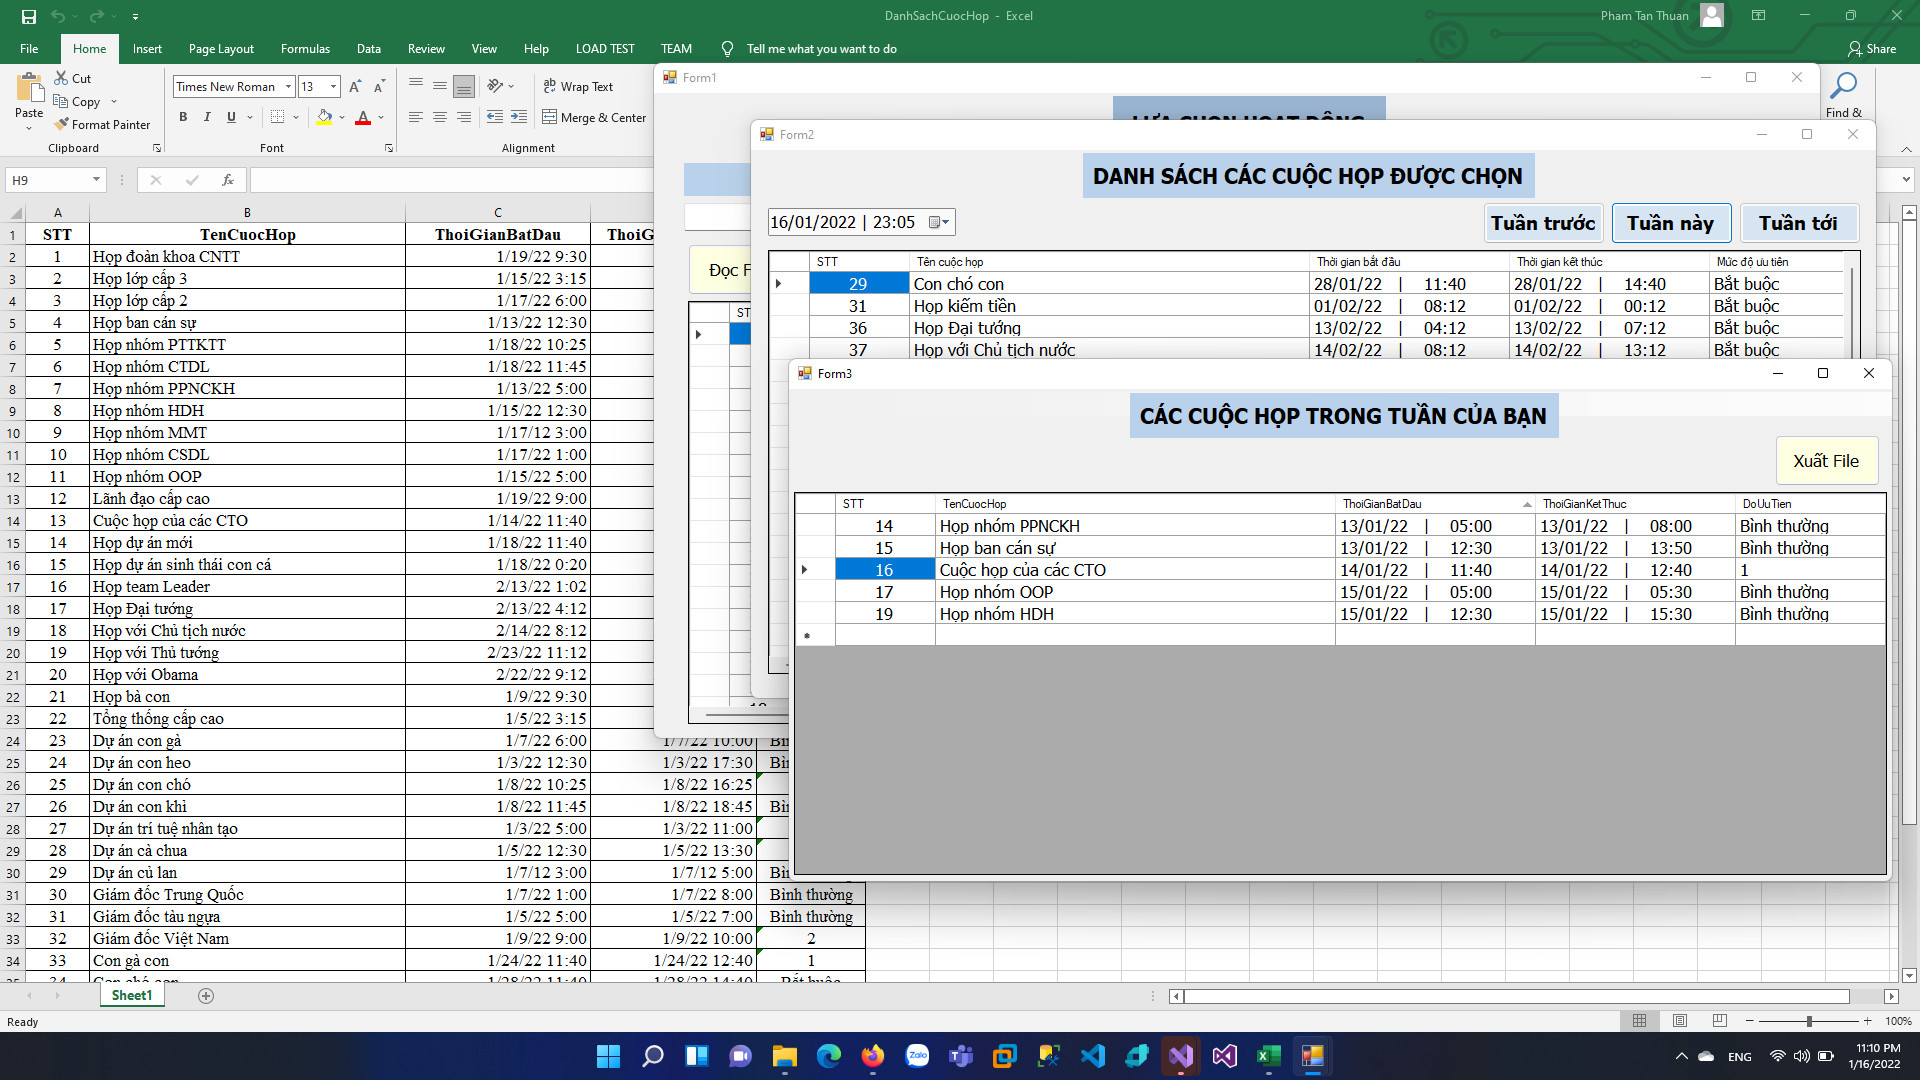 DanhSachCuocHop - Excel
Pham Tan Thuan
File Home Insert Page Layout Formulas Data Review View Help LOAD TEST TEAM Tell me what you want to do Share
Cut
Copy
Format Painter
Paste
Clipboard
Times New Roman 13
B I U
Font
Wrap Text
Merge & Center
Alignment
Find &
H9
fx
A B C
1 STT TenCuocHop ThoiGianBatDau
2 1 Họp đoàn khoa CNTT 1/19/22 9:30
3 2 Họp lớp cấp 3 1/15/22 3:15
4 3 Họp lớp cấp 2 1/17/22 6:00
5 4 Họp ban cán sự 1/13/22 12:30
6 5 Họp nhóm PTTKTT 1/18/22 10:25
7 6 Họp nhóm CTDL 1/18/22 11:45
8 7 Họp nhóm PPNCKH 1/13/22 5:00
9 8 Họp nhóm HDH 1/15/22 12:30
10 9 Họp nhóm MMT 1/17/12 3:00
11 10 Họp nhóm CSDL 1/17/22 1:00
12 11 Họp nhóm OOP 1/15/22 5:00
13 12 Lãnh đạo cấp cao 1/19/22 9:00
14 13 Cuộc họp của các CTO 1/14/22 11:40
15 14 Họp dự án mới 1/18/22 11:40
16 15 Họp dự án sinh thái con cá 1/18/22 0:20
17 16 Họp team Leader 2/13/22 1:02
18 17 Họp Đại tướng 2/13/22 4:12
19 18 Họp với Chủ tịch nước 2/14/22 8:12
20 19 Họp với Thủ tướng 2/23/22 11:12
21 20 Họp với Obama 2/22/22 9:12
22 21 Họp bà con 1/9/22 9:30
23 22 Tổng thống cấp cao 1/5/22 3:15
24 23 Dự án con gà 1/7/22 6:00 1/7/22 10:00
25 24 Dự án con heo 1/3/22 12:30 1/3/22 17:30
26 25 Dự án con chó 1/8/22 10:25 1/8/22 16:25
27 26 Dự án con khỉ 1/8/22 11:45 1/8/22 18:45
28 27 Dự án trí tuệ nhân tạo 1/3/22 5:00 1/3/22 11:00
29 28 Dự án cà chua 1/5/22 12:30 1/5/22 13:30
30 29 Dự án củ lan 1/7/12 3:00 1/7/12 5:00
31 30 Giám đốc Trung Quốc 1/7/22 1:00 1/7/22 8:00 Bình thường
32 31 Giám đốc tàu ngựa 1/5/22 5:00 1/5/22 7:00 Bình thường
33 32 Giám đốc Việt Nam 1/9/22 9:00 1/9/22 10:00 2
34 33 Con gà con 1/24/22 11:40 1/24/22 12:40 1
Form1
LỰA CHỌN HOẠT ĐỘNG
Đọc F
Form2
DANH SÁCH CÁC CUỘC HỌP ĐƯỢC CHỌN
16/01/2022 | 23:05
Tuần trước Tuần này Tuần tới
STT Tên cuộc họp Thời gian bắt đầu Thời gian kết thúc Mức độ ưu tiên
29 Con chó con 28/01/22 | 11:40 28/01/22 | 14:40 Bắt buộc
31 Họp kiếm tiền 01/02/22 | 08:12 01/02/22 | 00:12 Bắt buộc
36 Họp Đại tướng 13/02/22 | 04:12 13/02/22 | 07:12 Bắt buộc
37 Họp với Chủ tịch nước 14/02/22 | 08:12 14/02/22 | 13:12 Bắt buộc
Form3
CÁC CUỘC HỌP TRONG TUẦN CỦA BẠN
Xuất File
STT TenCuocHop ThoiGianBatDau ThoiGianKetThuc DoUuTien
14 Họp nhóm PPNCKH 13/01/22 | 05:00 13/01/22 | 08:00 Bình thường
15 Họp ban cán sự 13/01/22 | 12:30 13/01/22 | 13:50 Bình thường
16 Cuộc họp của các CTO 14/01/22 | 11:40 14/01/22 | 12:40 1
17 Họp nhóm OOP 15/01/22 | 05:00 15/01/22 | 05:30 Bình thường
19 Họp nhóm HDH 15/01/22 | 12:30 15/01/22 | 15:30 Bình thường
Sheet1
Ready
100%
Zalo
ENG
11:10 PM
1/16/2022